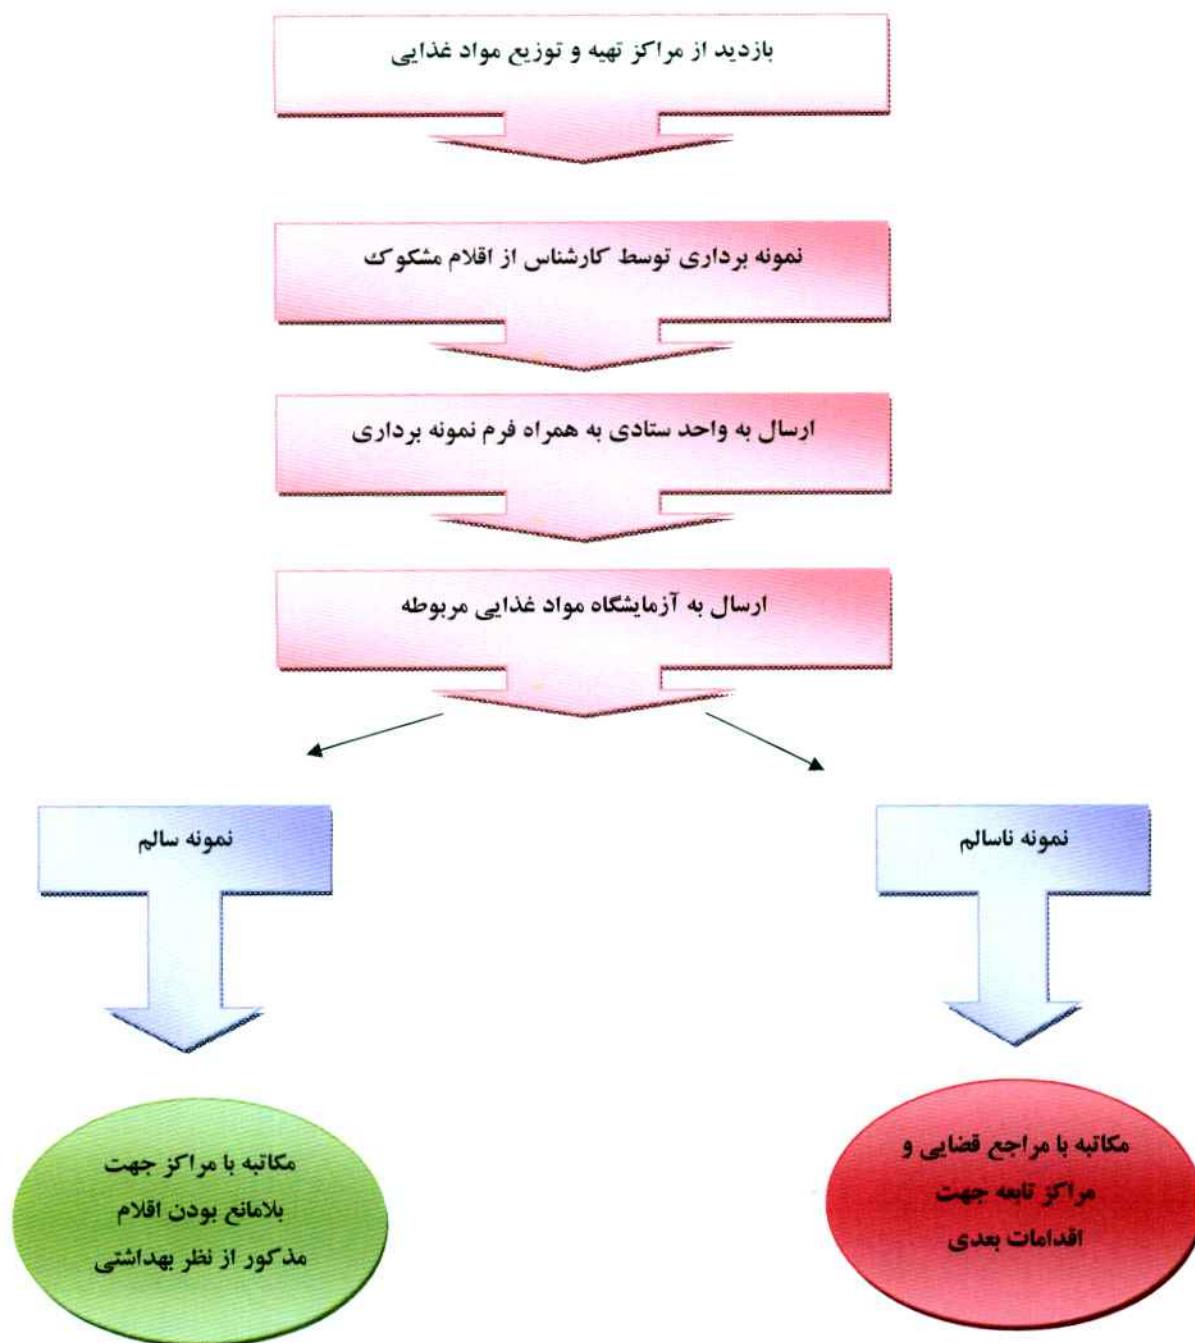 بازدید از مراکز تهیه و توزیع مواد غذایی
نمونه برداری توسط کارشناس از اقلام مشکوک
ارسال به واحد ستادی به همراه فرم نمونه برداری
ارسال به آزمایشگاه مواد غذایی مربوطه
نمونه ناسالم
نمونه سالم
مکاتبه با مراجع قضایی و
مراکز تابعه جهت
اقدامات بعدی
مکاتبه با مراکز جهت
بلامانع بودن اقلام
مذکور از نظر بهداشتی